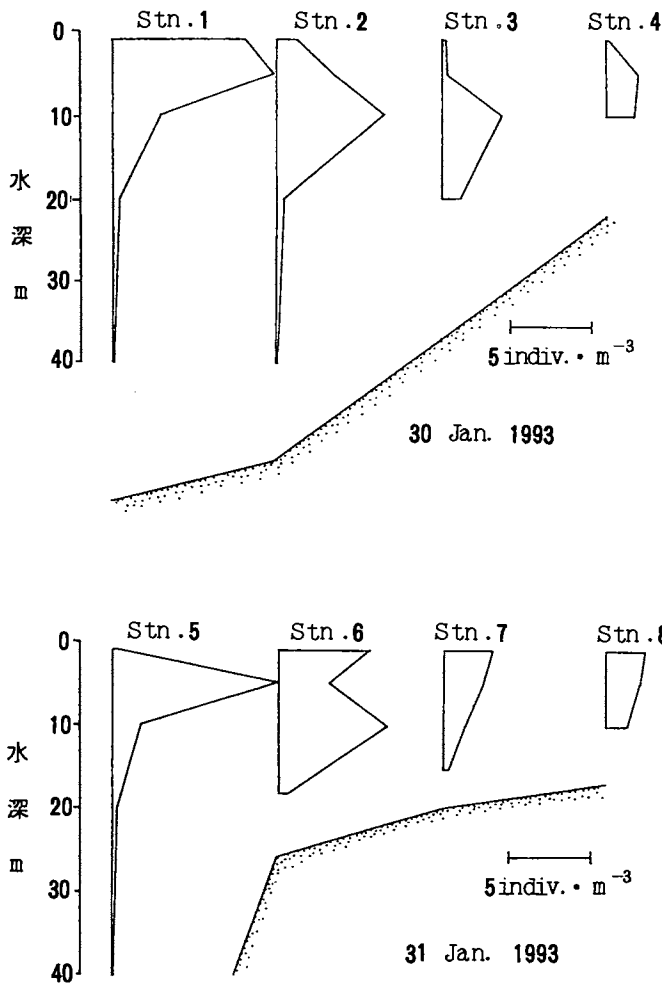 Stn.1 Stn.2 Stn.3 Stn.4
0
10
20
30
40
水深 m
5 indiv.・m⁻³
30 Jan. 1993
Stn.5 Stn.6 Stn.7 Stn.8
0
10
20
30
40
水深 m
5 indiv.・m⁻³
31 Jan. 1993